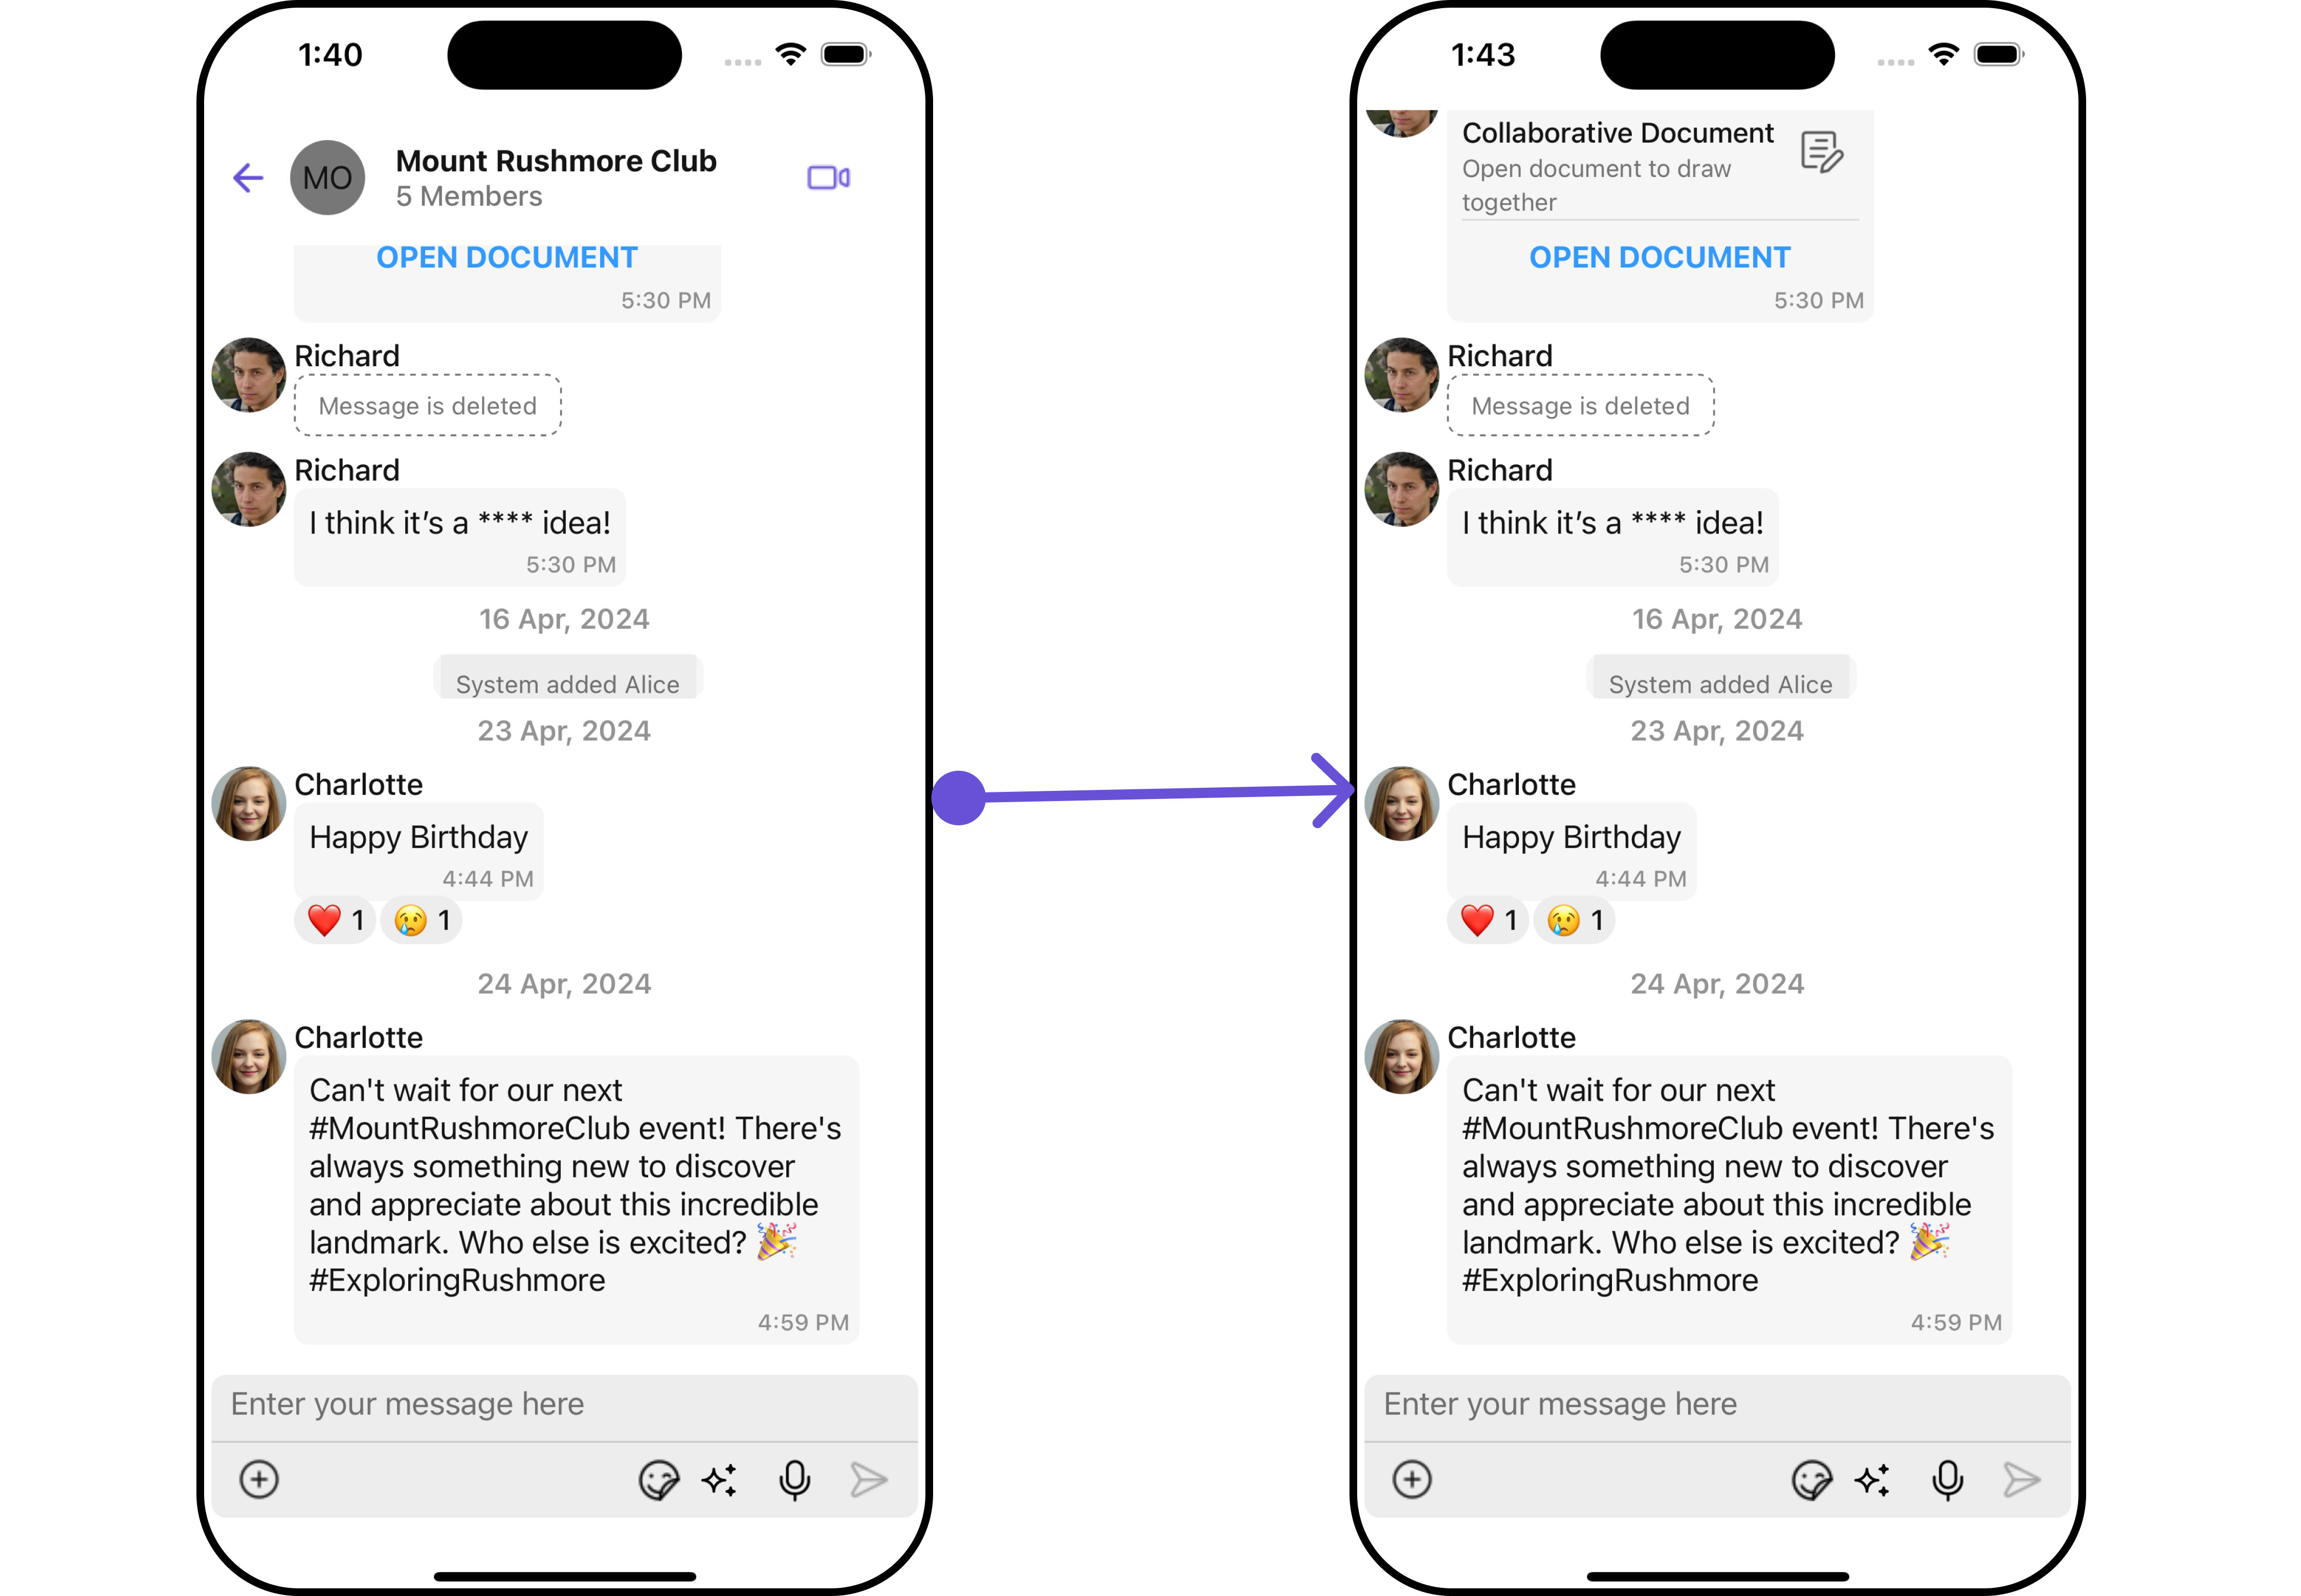 1:40
MO
Mount Rushmore Club
5 Members
OPEN DOCUMENT
5:30 PM
Richard
Message is deleted
Richard
I think it’s a **** idea!
5:30 PM
16 Apr, 2024
System added Alice
23 Apr, 2024
Charlotte
Happy Birthday
4:44 PM
❤️ 1 😢 1
24 Apr, 2024
Charlotte
Can't wait for our next
#MountRushmoreClub event! There's
always something new to discover
and appreciate about this incredible
landmark. Who else is excited? 🎉
#ExploringRushmore
4:59 PM
Enter your message here
1:43
Collaborative Document
Open document to draw
together
OPEN DOCUMENT
5:30 PM
Richard
Message is deleted
Richard
I think it’s a **** idea!
5:30 PM
16 Apr, 2024
System added Alice
23 Apr, 2024
Charlotte
Happy Birthday
4:44 PM
❤️ 1 😢 1
24 Apr, 2024
Charlotte
Can't wait for our next
#MountRushmoreClub event! There's
always something new to discover
and appreciate about this incredible
landmark. Who else is excited? 🎉
#ExploringRushmore
4:59 PM
Enter your message here